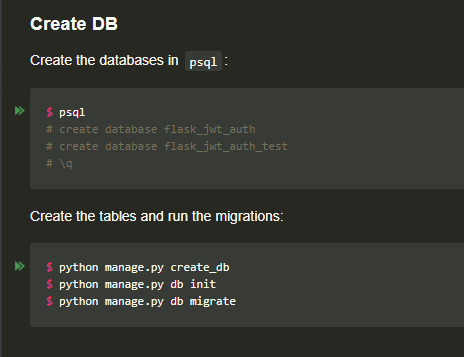 Create DB
Create the databases in psql :
$ psql
# create database flask_jwt_auth
# create database flask_jwt_auth_test
# \q
Create the tables and run the migrations:
$ python manage.py create_db
$ python manage.py db init
$ python manage.py db migrate